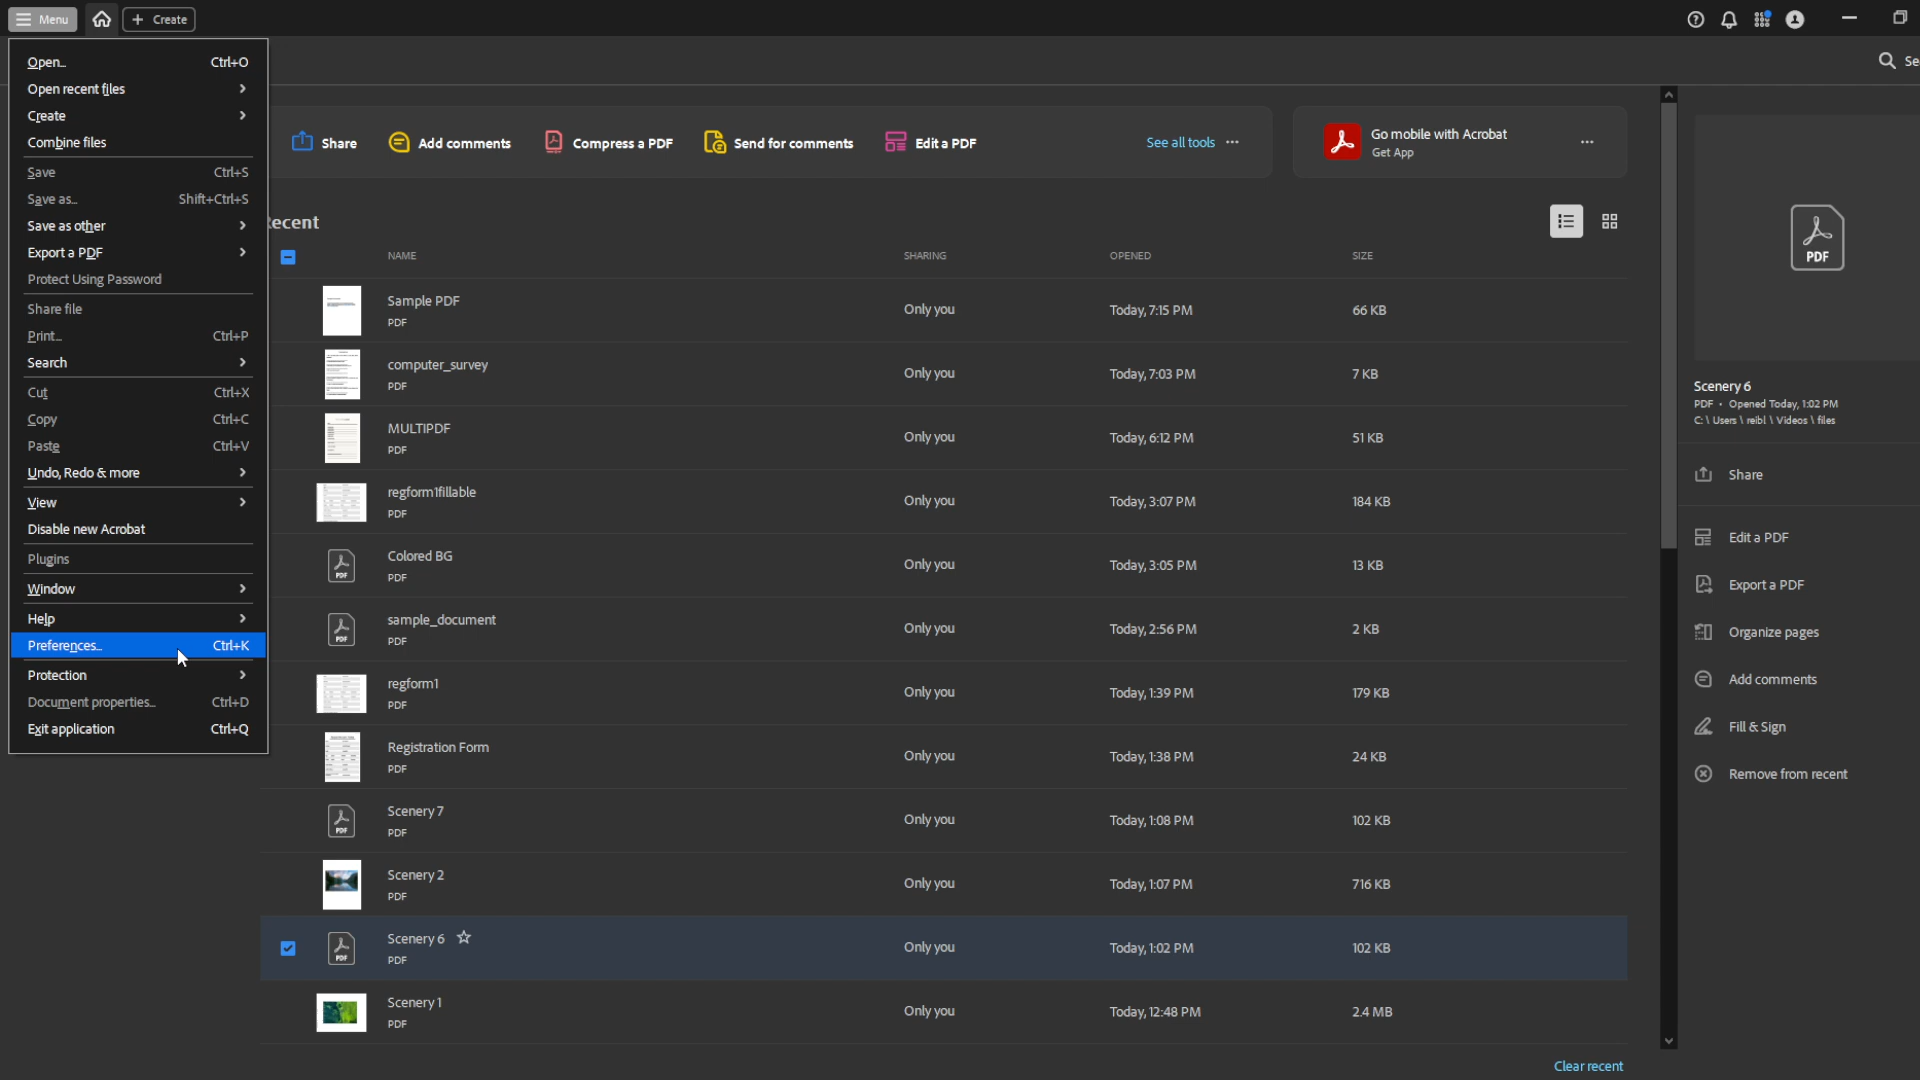 Menu
Create
Se
Open... Ctrl+O
Open recent files
Create
Combine files
Save Ctrl+S
Save as... Shift+Ctrl+S
Save as other
Export a PDF
Protect Using Password
Share file
Print... Ctrl+P
Search
Cut Ctrl+X
Copy Ctrl+C
Paste Ctrl+V
Undo, Redo & more
View
Disable new Acrobat
Plugins
Window
Help
Preferences... Ctrl+K
Protection
Document properties... Ctrl+D
Exit application Ctrl+Q
Share Add comments Compress a PDF Send for comments Edit a PDF See all tools
Go mobile with Acrobat
Get App
Recent
NAME SHARING OPENED SIZE
Sample PDF Only you Today, 7:15 PM 66 KB
PDF
computer_survey Only you Today, 7:03 PM 7 KB
PDF
MULTIPDF Only you Today, 6:12 PM 51 KB
PDF
regform1fillable Only you Today, 3:07 PM 184 KB
PDF
Colored BG Only you Today, 3:05 PM 13 KB
PDF
sample_document Only you Today, 2:56 PM 2 KB
PDF
regform1 Only you Today, 1:39 PM 179 KB
PDF
Registration Form Only you Today, 1:38 PM 24 KB
PDF
Scenery 7 Only you Today, 1:08 PM 102 KB
PDF
Scenery 2 Only you Today, 1:07 PM 716 KB
PDF
Scenery 6 Only you Today, 1:02 PM 102 KB
PDF
Scenery 1 Only you Today, 12:48 PM 2.4 MB
PDF
Clear recent
PDF
Scenery 6
PDF • Opened Today, 1:02 PM
C: \ Users \ reibl \ Videos \ files
Share
Edit a PDF
Export a PDF
Organize pages
Add comments
Fill & Sign
Remove from recent